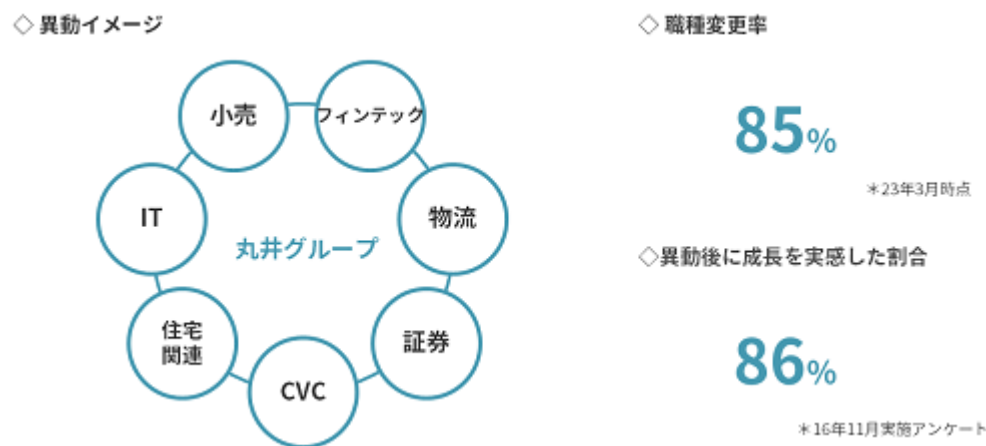 ◇ 異動イメージ
小売
フィンテック
IT
物流
丸井グループ
住宅
関連
証券
CVC
◇ 職種変更率
85%
＊23年3月時点
◇異動後に成長を実感した割合
86%
＊16年11月実施アンケート